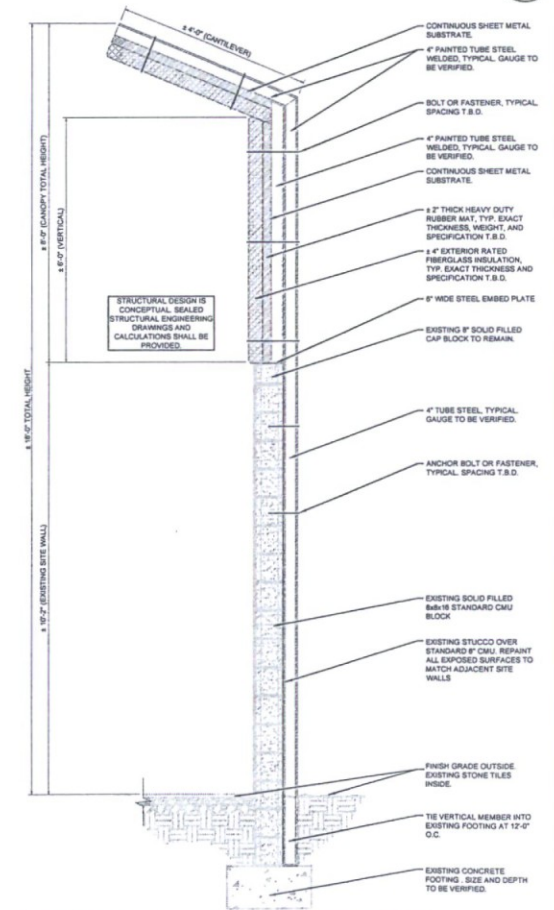 ± 4'-0" (CANTILEVER)
CONTINUOUS SHEET METAL
SUBSTRATE.
4" PAINTED TUBE STEEL
WELDED, TYPICAL. GAUGE TO
BE VERIFIED.
BOLT OR FASTENER, TYPICAL.
SPACING T.B.D.
4" PAINTED TUBE STEEL
WELDED, TYPICAL. GAUGE TO
BE VERIFIED.
CONTINUOUS SHEET METAL
SUBSTRATE.
± 2" THICK HEAVY DUTY
RUBBER MAT, TYP. EXACT
THICKNESS, WEIGHT, AND
SPECIFICATION T.B.D.
± 4" EXTERIOR RATED
FIBERGLASS INSULATION,
TYP. EXACT THICKNESS AND
SPECIFICATION T.B.D.
6" WIDE STEEL EMBED PLATE
EXISTING 8" SOLID FILLED
CAP BLOCK TO REMAIN.
4" TUBE STEEL, TYPICAL.
GAUGE TO BE VERIFIED.
ANCHOR BOLT OR FASTENER,
TYPICAL. SPACING T.B.D.
EXISTING SOLID FILLED
8x8x16 STANDARD CMU
BLOCK
EXISTING STUCCO OVER
STANDARD 8" CMU. REPAINT
ALL EXPOSED SURFACES TO
MATCH ADJACENT SITE
WALLS
FINISH GRADE OUTSIDE.
EXISTING STONE TILES
INSIDE.
TIE VERTICAL MEMBER INTO
EXISTING FOOTING AT 12'-0"
O.C.
EXISTING CONCRETE
FOOTING . SIZE AND DEPTH
TO BE VERIFIED.
STRUCTURAL DESIGN IS
CONCEPTUAL. SEALED
STRUCTURAL ENGINEERING
DRAWINGS AND
CALCULATIONS SHALL BE
PROVIDED.
(CANOPY TOTAL HEIGHT)
± 6'-0" (VERTICAL)
TOTAL HEIGHT
± 10'-2" (EXISTING SITE WALL)